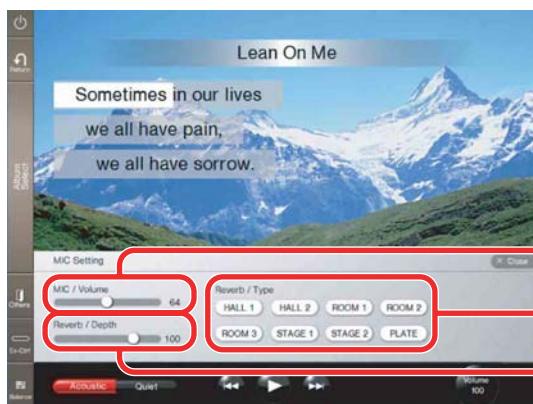 Lean On Me
Return
Sometimes in our lives
we all have pain,
we all have sorrow.
Album Select
MIC Setting
× Close
MIC / Volume
64
Reverb / Type
HALL 1 HALL 2 ROOM 1 ROOM 2
Others
Reverb / Depth
100
ROOM 3 STAGE 1 STAGE 2 PLATE
Ex-Ctrl
Balance
Acoustic Quiet
Volume
100